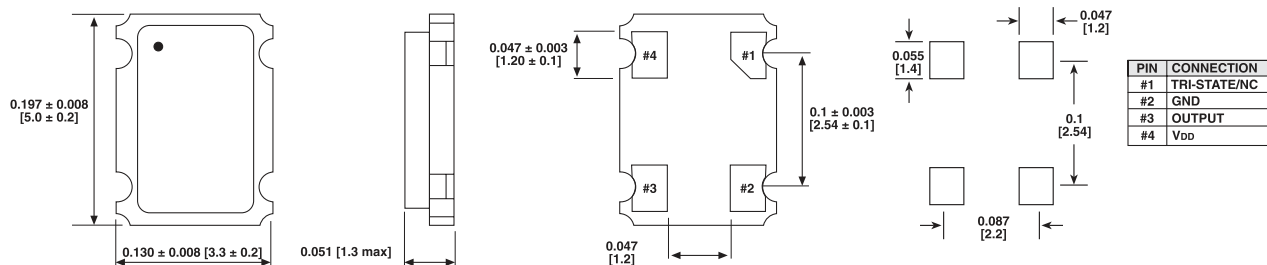 0.197 ± 0.008
[5.0 ± 0.2]
0.130 ± 0.008 [3.3 ± 0.2]
0.051 [1.3 max]
0.047 ± 0.003
[1.20 ± 0.1]
#4
#1
#3
#2
0.1 ± 0.003
[2.54 ± 0.1]
0.047
[1.2]
0.047
[1.2]
0.055
[1.4]
0.1
[2.54]
0.087
[2.2]
PIN CONNECTION
#1 TRI-STATE/NC
#2 GND
#3 OUTPUT
#4 VDD